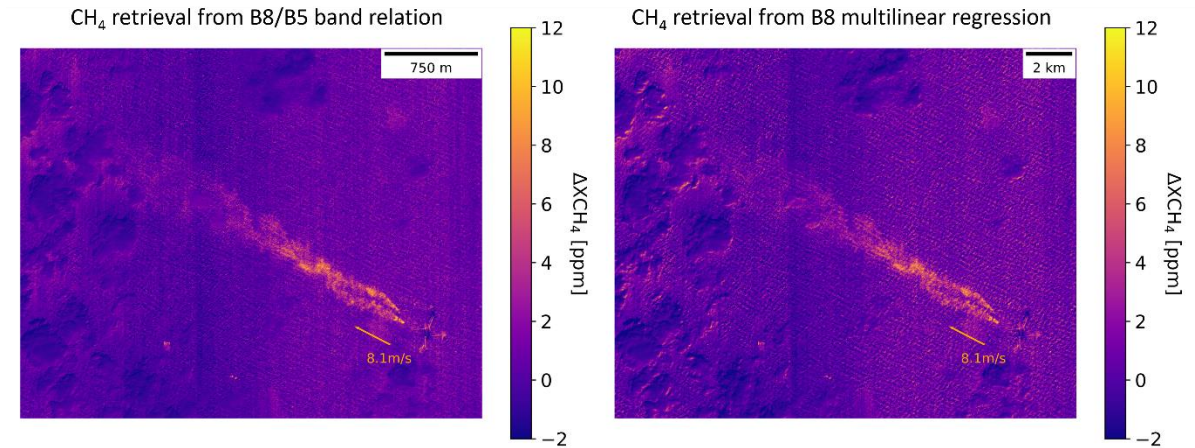 CH₄ retrieval from B8/B5 band relation
750 m
8.1m/s
12
10
8
6
4
2
0
−2
ΔXCH₄ [ppm]
CH₄ retrieval from B8 multilinear regression
2 km
8.1m/s
12
10
8
6
4
2
0
−2
ΔXCH₄ [ppm]